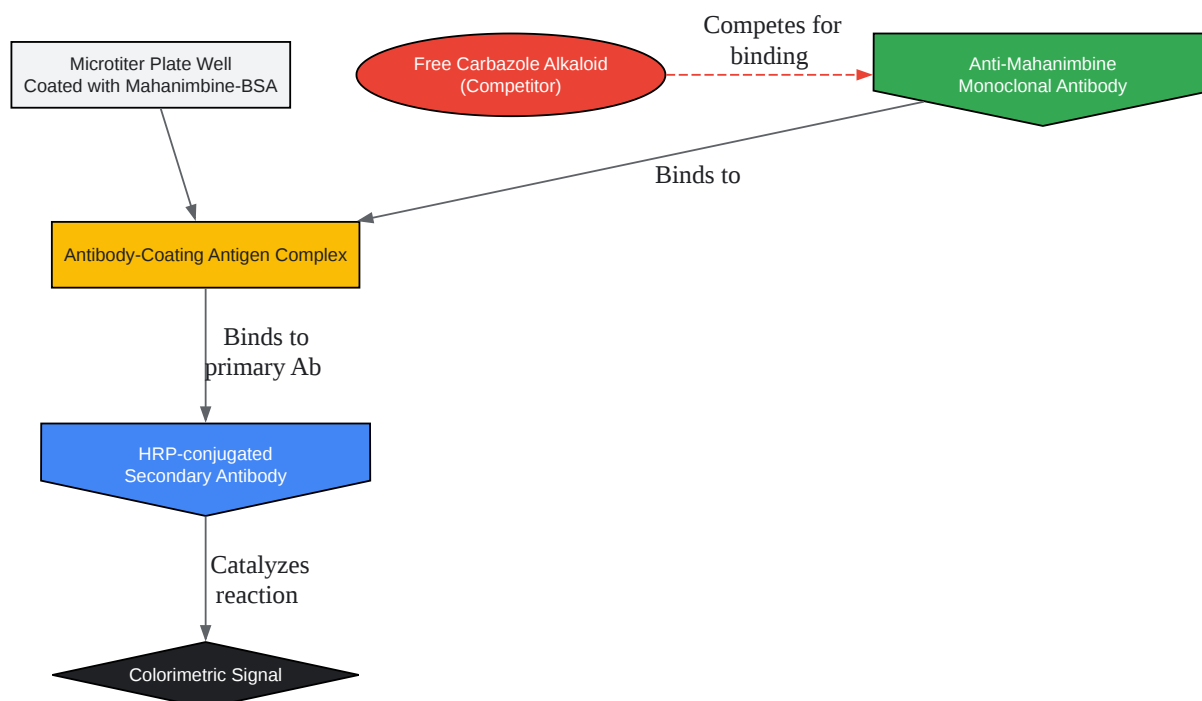 Microtiter Plate Well
Coated with Mahanimbine-BSA
Free Carbazole Alkaloid
(Competitor)
Competes for
binding
Anti-Mahanimbine
Monoclonal Antibody
Binds to
Antibody-Coating Antigen Complex
Binds to
primary Ab
HRP-conjugated
Secondary Antibody
Catalyzes
reaction
Colorimetric Signal